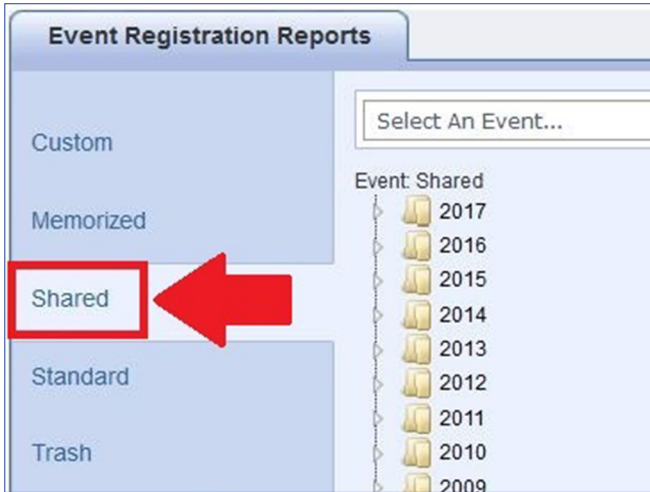 Event Registration Reports
Custom
Memorized
Shared
Standard
Trash
Select An Event...
Event: Shared
2017
2016
2015
2014
2013
2012
2011
2010
2009